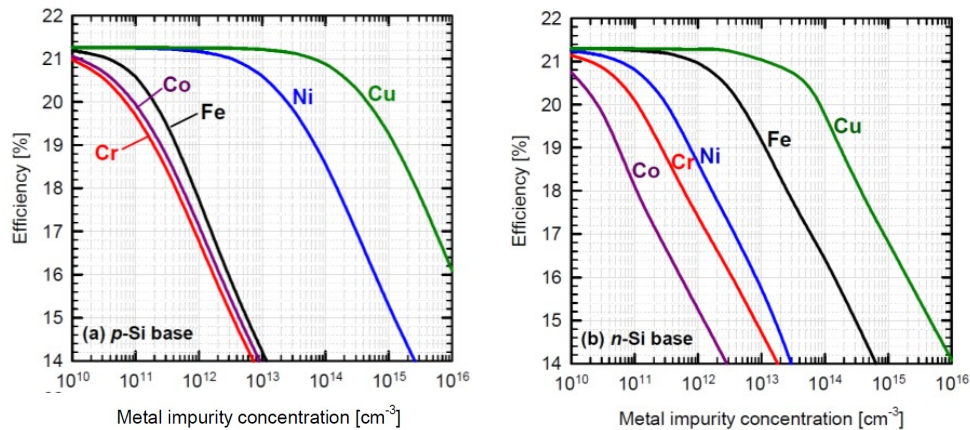 22
21
20
19
18
17
16
15
14
Efficiency [%]
Co
Fe
Cr
Ni
Cu
(a) p-Si base
10^10 10^11 10^12 10^13 10^14 10^15 10^16
Metal impurity concentration [cm^-3]
22
21
20
19
18
17
16
15
14
Efficiency [%]
Co
Cr
Ni
Fe
Cu
(b) n-Si base
10^10 10^11 10^12 10^13 10^14 10^15 10^16
Metal impurity concentration [cm^-3]